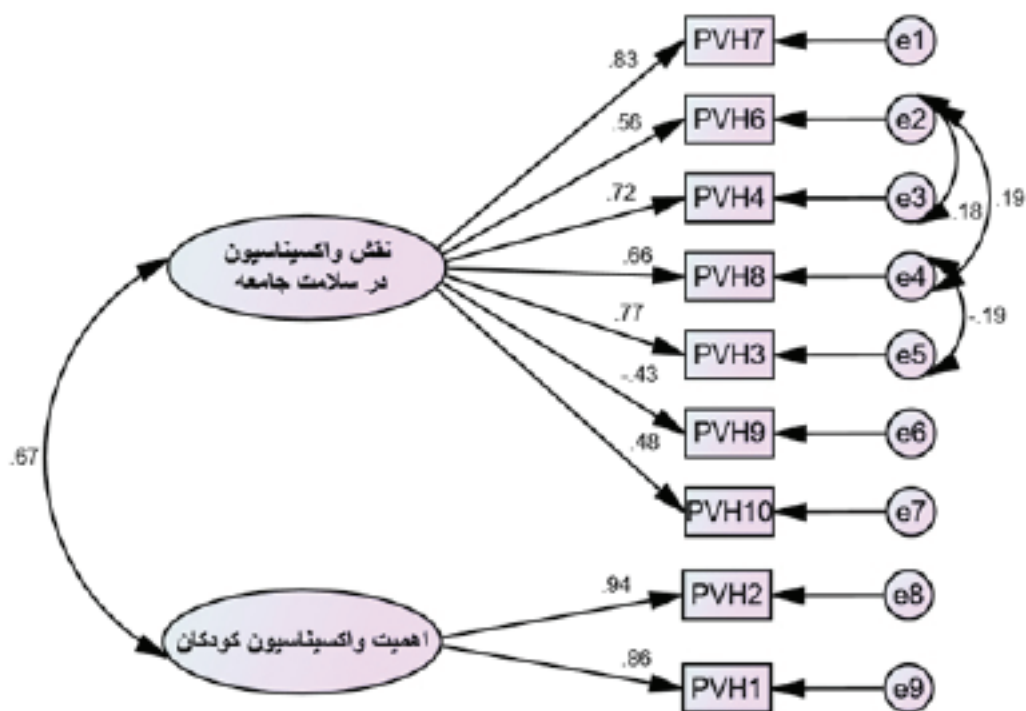 PVH7
e1
.83
PVH6
e2
.56
PVH4
e3
.72
.18
.19
نقش واکسیناسیون
در سلامت جامعه
PVH8
e4
.66
-.19
PVH3
e5
.77
PVH9
e6
-.43
PVH10
e7
.48
.67
PVH2
e8
.94
اهمیت واکسیناسیون کودکان
PVH1
e9
.86